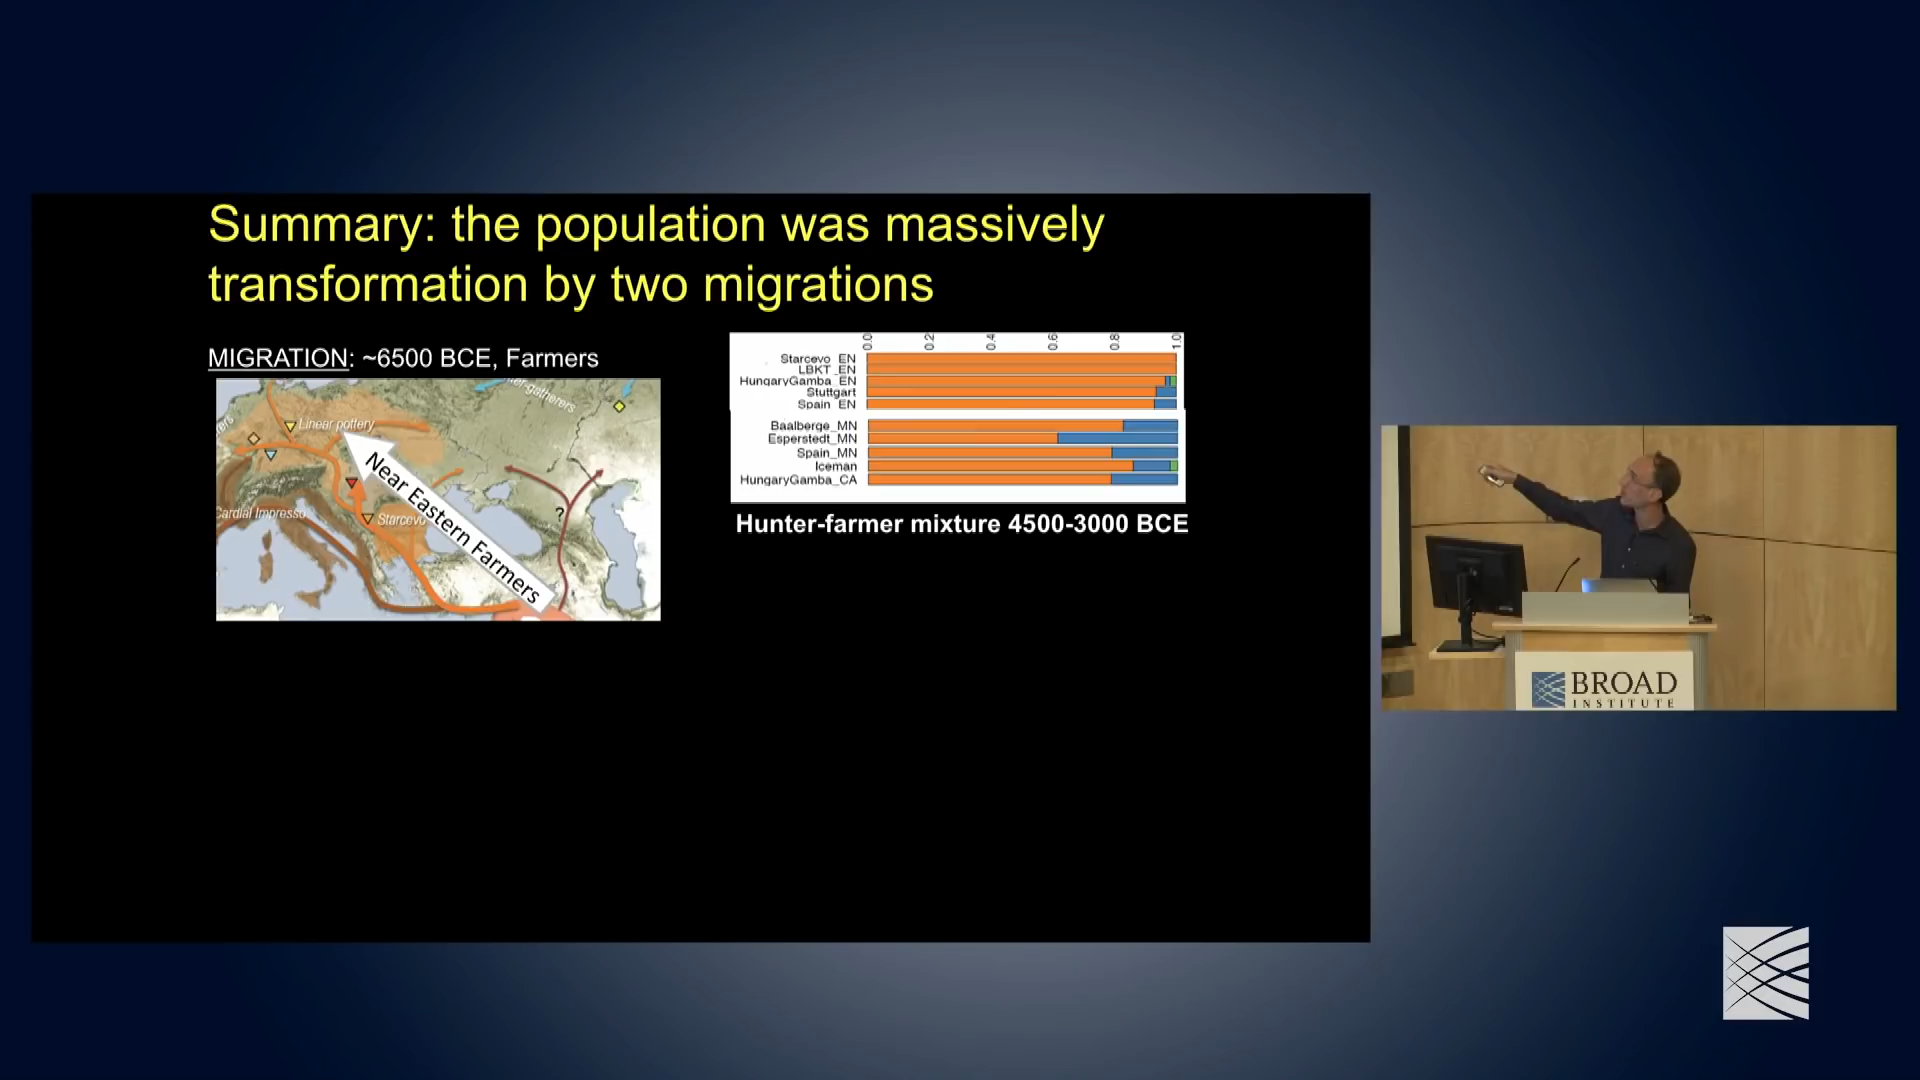 Summary: the population was massively
transformation by two migrations
MIGRATION: ~6500 BCE, Farmers
Linear pottery
Cardial Impresso
Starcevo
?
Near Eastern Farmers
0.0 0.2 0.4 0.6 0.8 1.0
Starcevo_EN
LBKT_EN
HungaryGamba_EN
Stuttgart
Spain_EN
Baalberge_MN
Esperstedt_MN
Spain_MN
Iceman
HungaryGamba_CA
Hunter-farmer mixture 4500-3000 BCE
BROAD
INSTITUTE